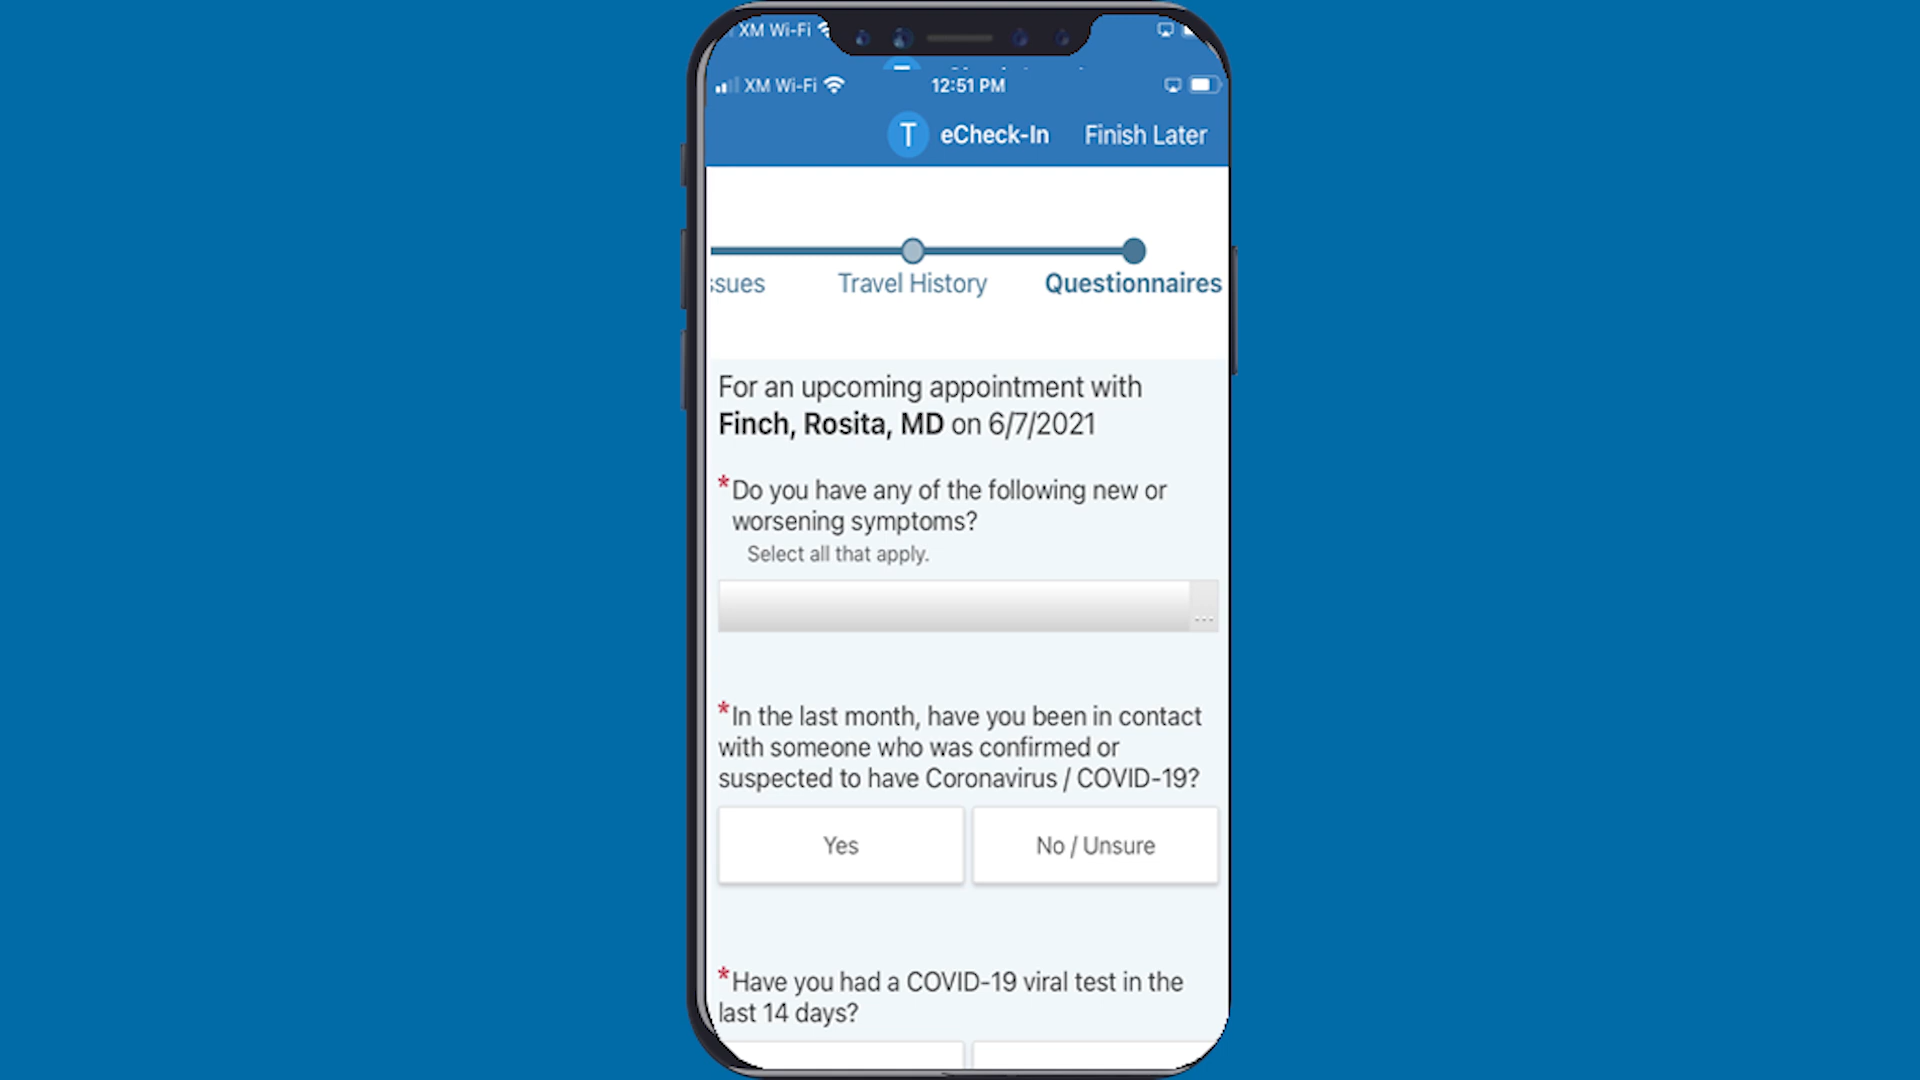 XM Wi-Fi
XM Wi-Fi 12:51 PM
T eCheck-In Finish Later
ssues Travel History Questionnaires
For an upcoming appointment with
Finch, Rosita, MD on 6/7/2021
*Do you have any of the following new or
worsening symptoms?
Select all that apply.
...
*In the last month, have you been in contact
with someone who was confirmed or
suspected to have Coronavirus / COVID-19?
Yes No / Unsure
*Have you had a COVID-19 viral test in the
last 14 days?